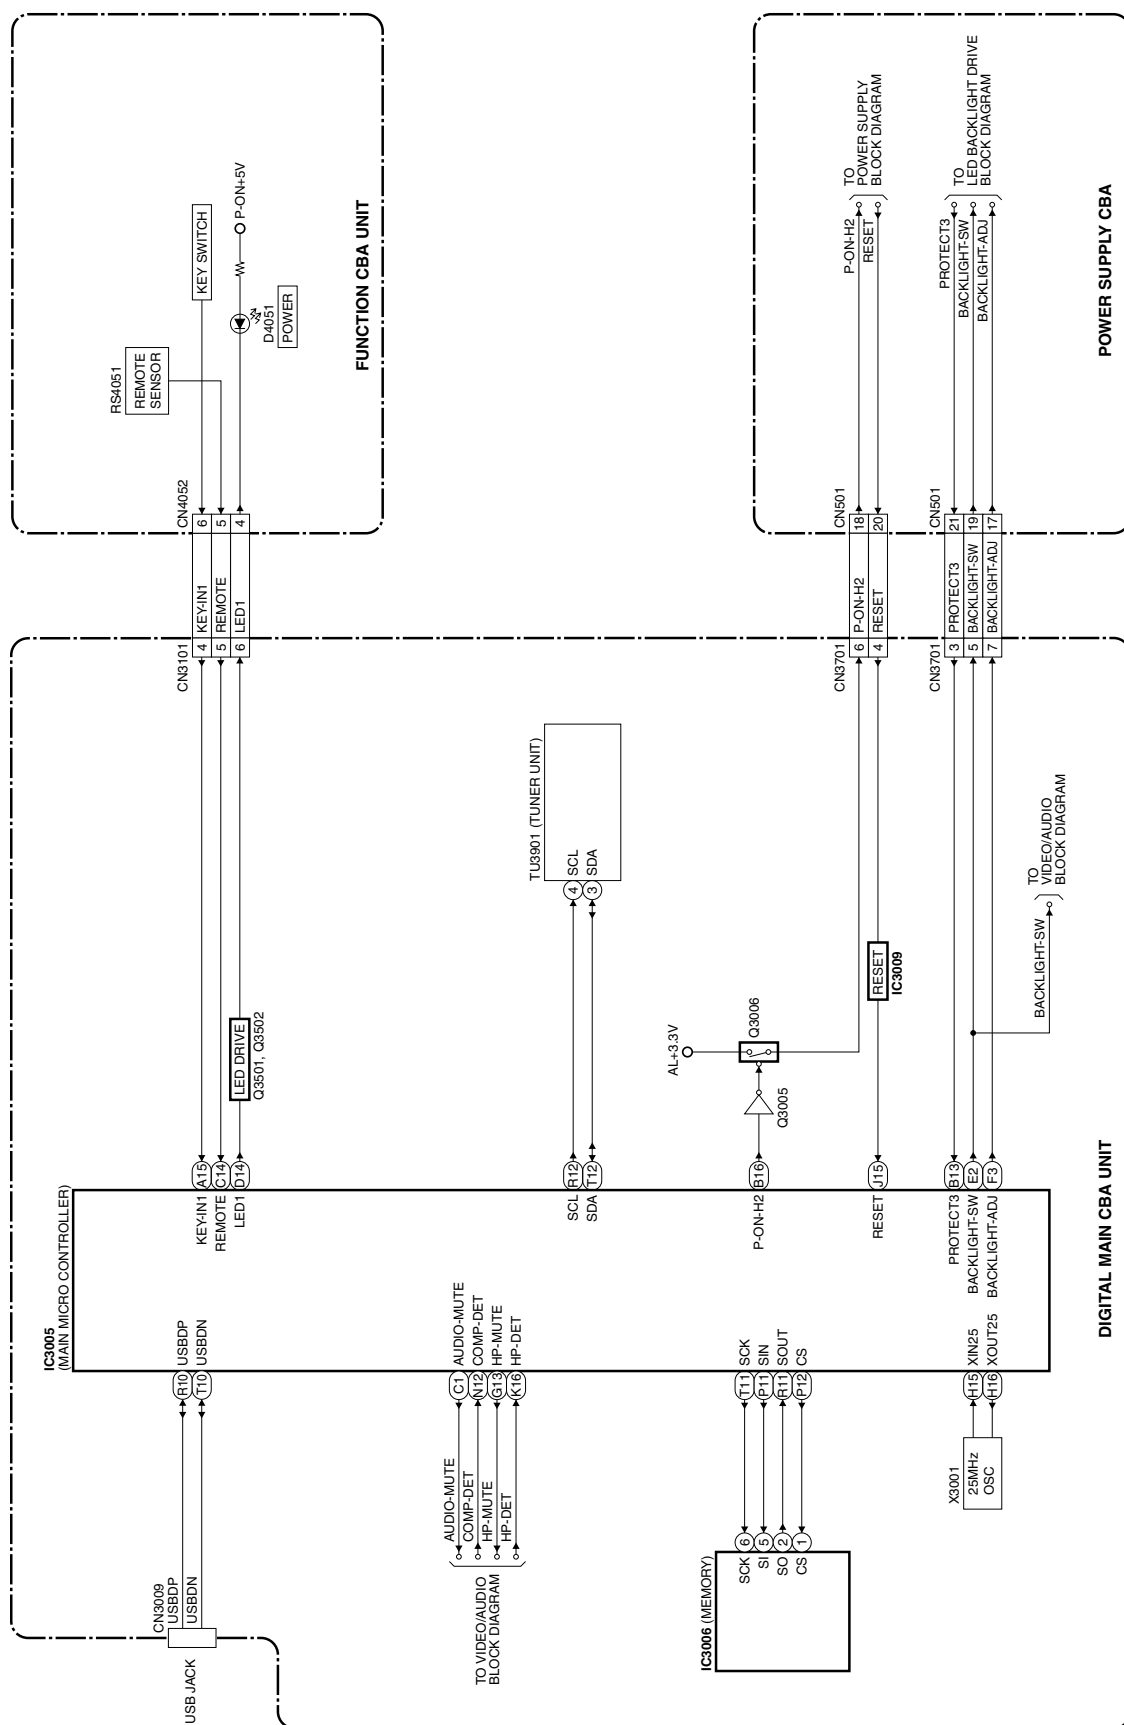 USB JACK
CN3009
USBDP
USBDN
R10 USBDP
T10 USBDN
IC3005
(MAIN MICRO CONTROLLER)
KEY-IN1 A15
REMOTE C14
LED1 D14
LED DRIVE
Q3501, Q3502
CN3101
4 KEY-IN1 6
5 REMOTE 5
6 LED1 4
CN4052
RS4051
REMOTE
SENSOR
KEY SWITCH
D4051
POWER
P-ON+5V
FUNCTION CBA UNIT
TO VIDEO/AUDIO
BLOCK DIAGRAM
AUDIO-MUTE
COMP-DET
HP-MUTE
HP-DET
C1 AUDIO-MUTE
N12 COMP-DET
G13 HP-MUTE
K16 HP-DET
SCL R12
SDA T12
TU3901 (TUNER UNIT)
4 SCL
3 SDA
IC3006 (MEMORY)
SCK 6
SI 5
SO 2
CS 1
T11 SCK
P11 SIN
R11 SOUT
P12 CS
P-ON-H2 B16
Q3005
AL+3.3V
Q3006
RESET J15
RESET
IC3009
CN3701
6 P-ON-H2 18
4 RESET 20
CN501
P-ON-H2
RESET
TO
POWER SUPPLY
BLOCK DIAGRAM
X3001
25MHz
OSC
H15 XIN25
H16 XOUT25
PROTECT3 B13
BACKLIGHT-SW E2
BACKLIGHT-ADJ F3
BACKLIGHT-SW
TO
VIDEO/AUDIO
BLOCK DIAGRAM
CN3701
3 PROTECT3 21
5 BACKLIGHT-SW 19
7 BACKLIGHT-ADJ 17
CN501
PROTECT3
BACKLIGHT-SW
BACKLIGHT-ADJ
TO
LED BACKLIGHT DRIVE
BLOCK DIAGRAM
DIGITAL MAIN CBA UNIT
POWER SUPPLY CBA